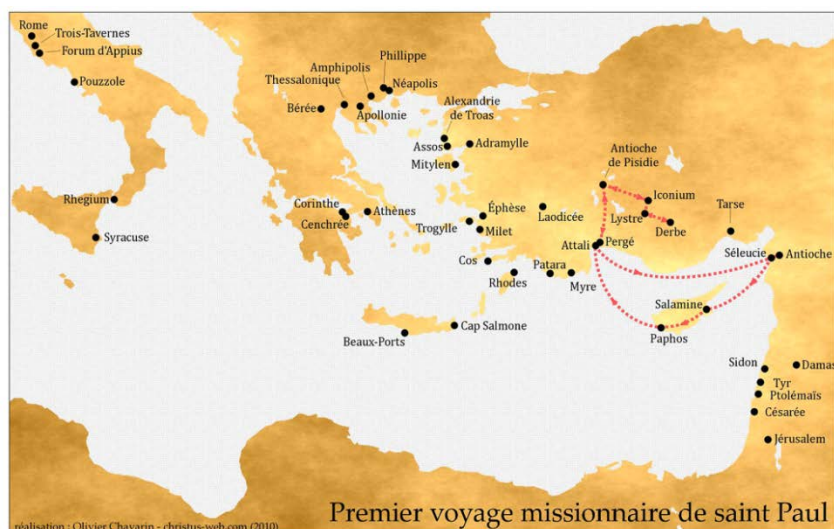 Rome
Trois-Tavernes
Forum d'Appius
Pouzzole
Rhegium
Syracuse
Phillippe
Amphipolis
Néapolis
Thessalonique
Bérée
Apollonie
Alexandrie
de Troas
Assos
Adramylle
Mitylen
Corinthe
Cenchrée
Athènes
Éphèse
Trogylle
Milet
Laodicée
Antioche
de Pisidie
Iconium
Lystre
Derbe
Tarse
Attali
Pergé
Séleucie
Antioche
Cos
Rhodes
Patara
Myre
Salamine
Paphos
Cap Salmone
Beaux-Ports
Sidon
Damas
Tyr
Ptolémaïs
Césarée
Jérusalem
réalisation : Olivier Chavarin - christus-web.com (2010)
Premier voyage missionnaire de saint Paul